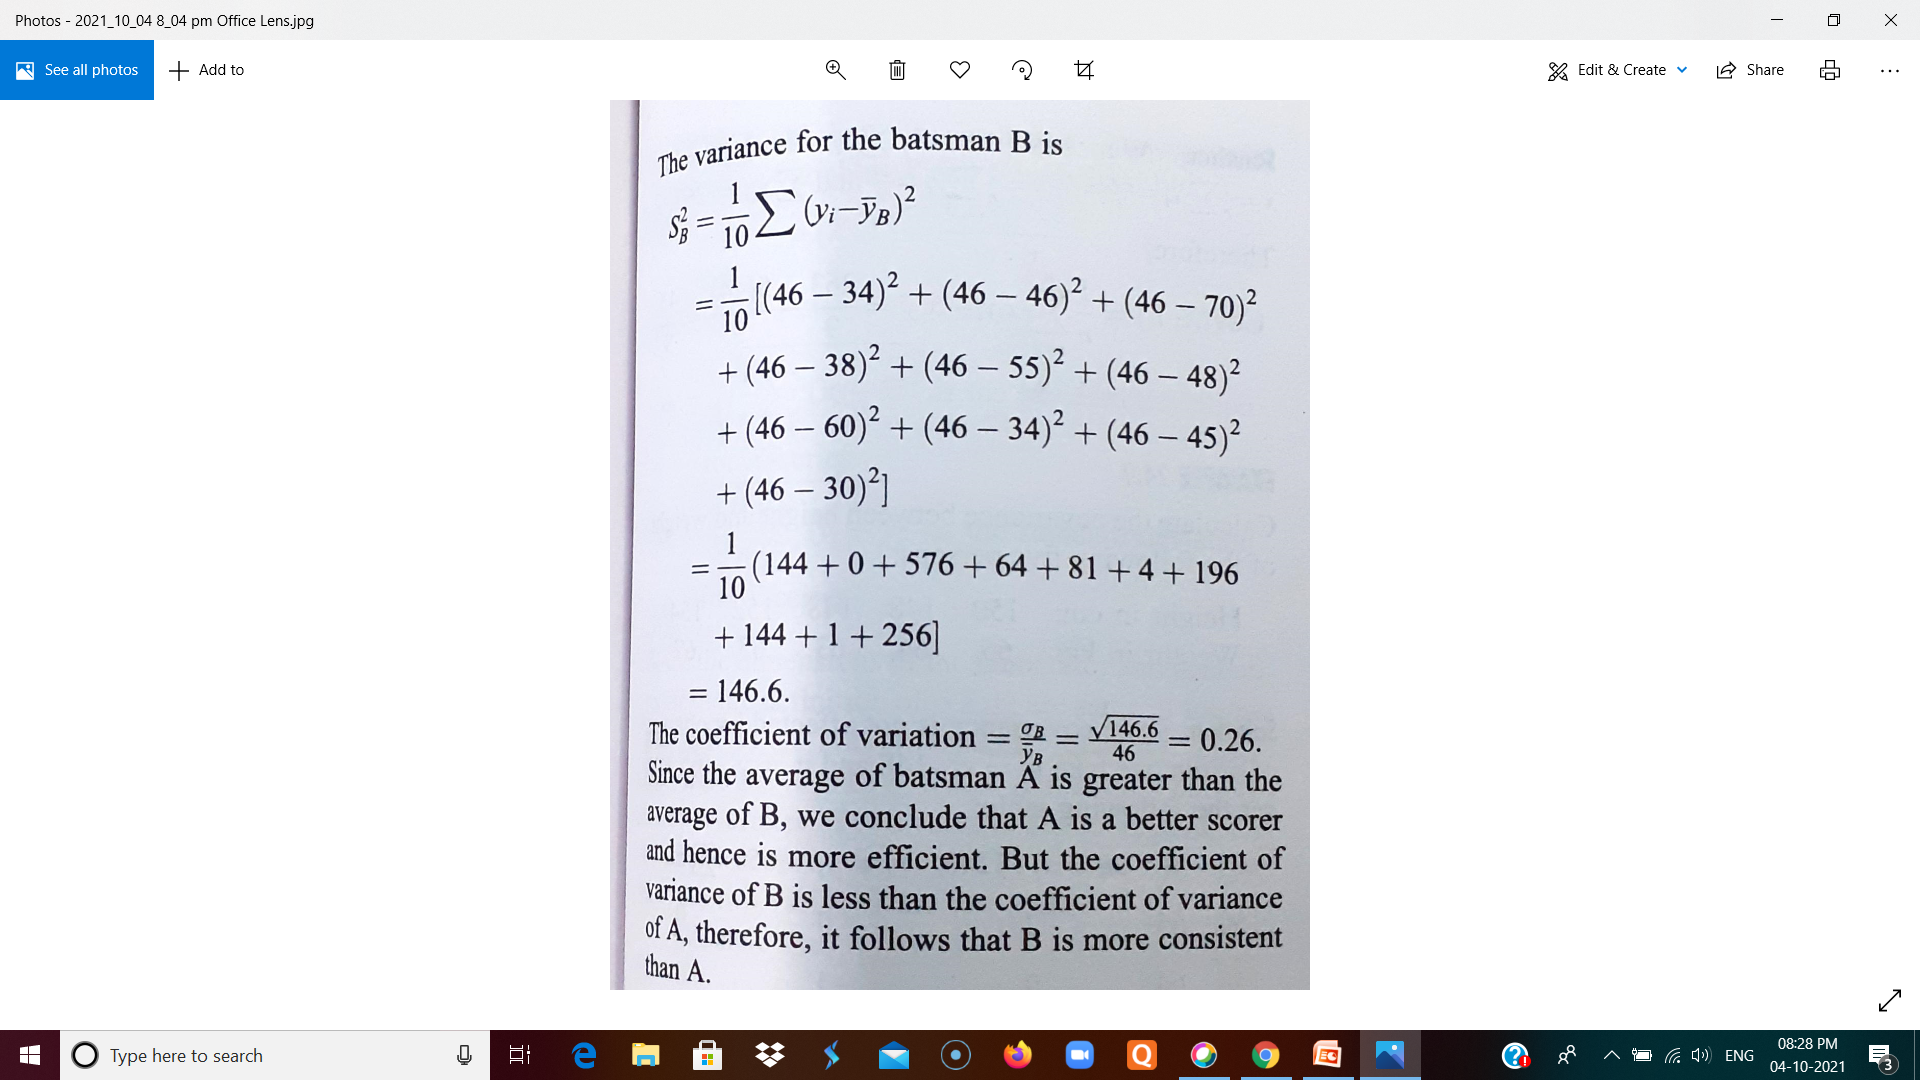 Photos - 2021_10_04 8_04 pm Office Lens.jpg
See all photos
Add to
Edit & Create
Share
The variance for the batsman B is
S_B^2 = 1/10 ∑ (y_i − ȳ_B)^2
= 1/10 [(46 − 34)^2 + (46 − 46)^2 + (46 − 70)^2
+ (46 − 38)^2 + (46 − 55)^2 + (46 − 48)^2
+ (46 − 60)^2 + (46 − 34)^2 + (46 − 45)^2
+ (46 − 30)^2]
= 1/10 (144 + 0 + 576 + 64 + 81 + 4 + 196
+ 144 + 1 + 256]
= 146.6.
The coefficient of variation = σ_B/ȳ_B = √146.6/46 = 0.26.
Since the average of batsman A is greater than the
average of B, we conclude that A is a better scorer
and hence is more efficient. But the coefficient of
variance of B is less than the coefficient of variance
of A, therefore, it follows that B is more consistent
than A.
Type here to search
ENG
08:28 PM
04-10-2021
3